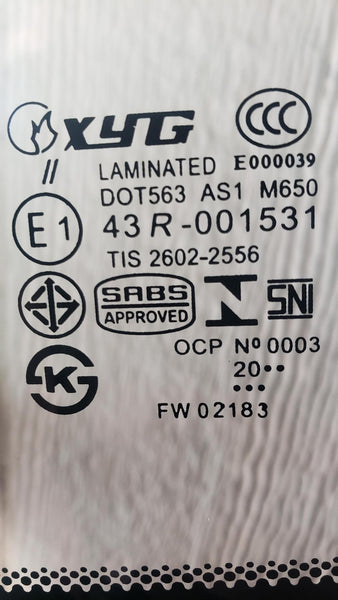 XYG CCC
// LAMINATED E000039
DOT563 AS1 M650
E1 43R-001531
TIS 2602-2556
SABS
APPROVED
SNI
OCP Nº 0003
K 20••
•••
FW 02183